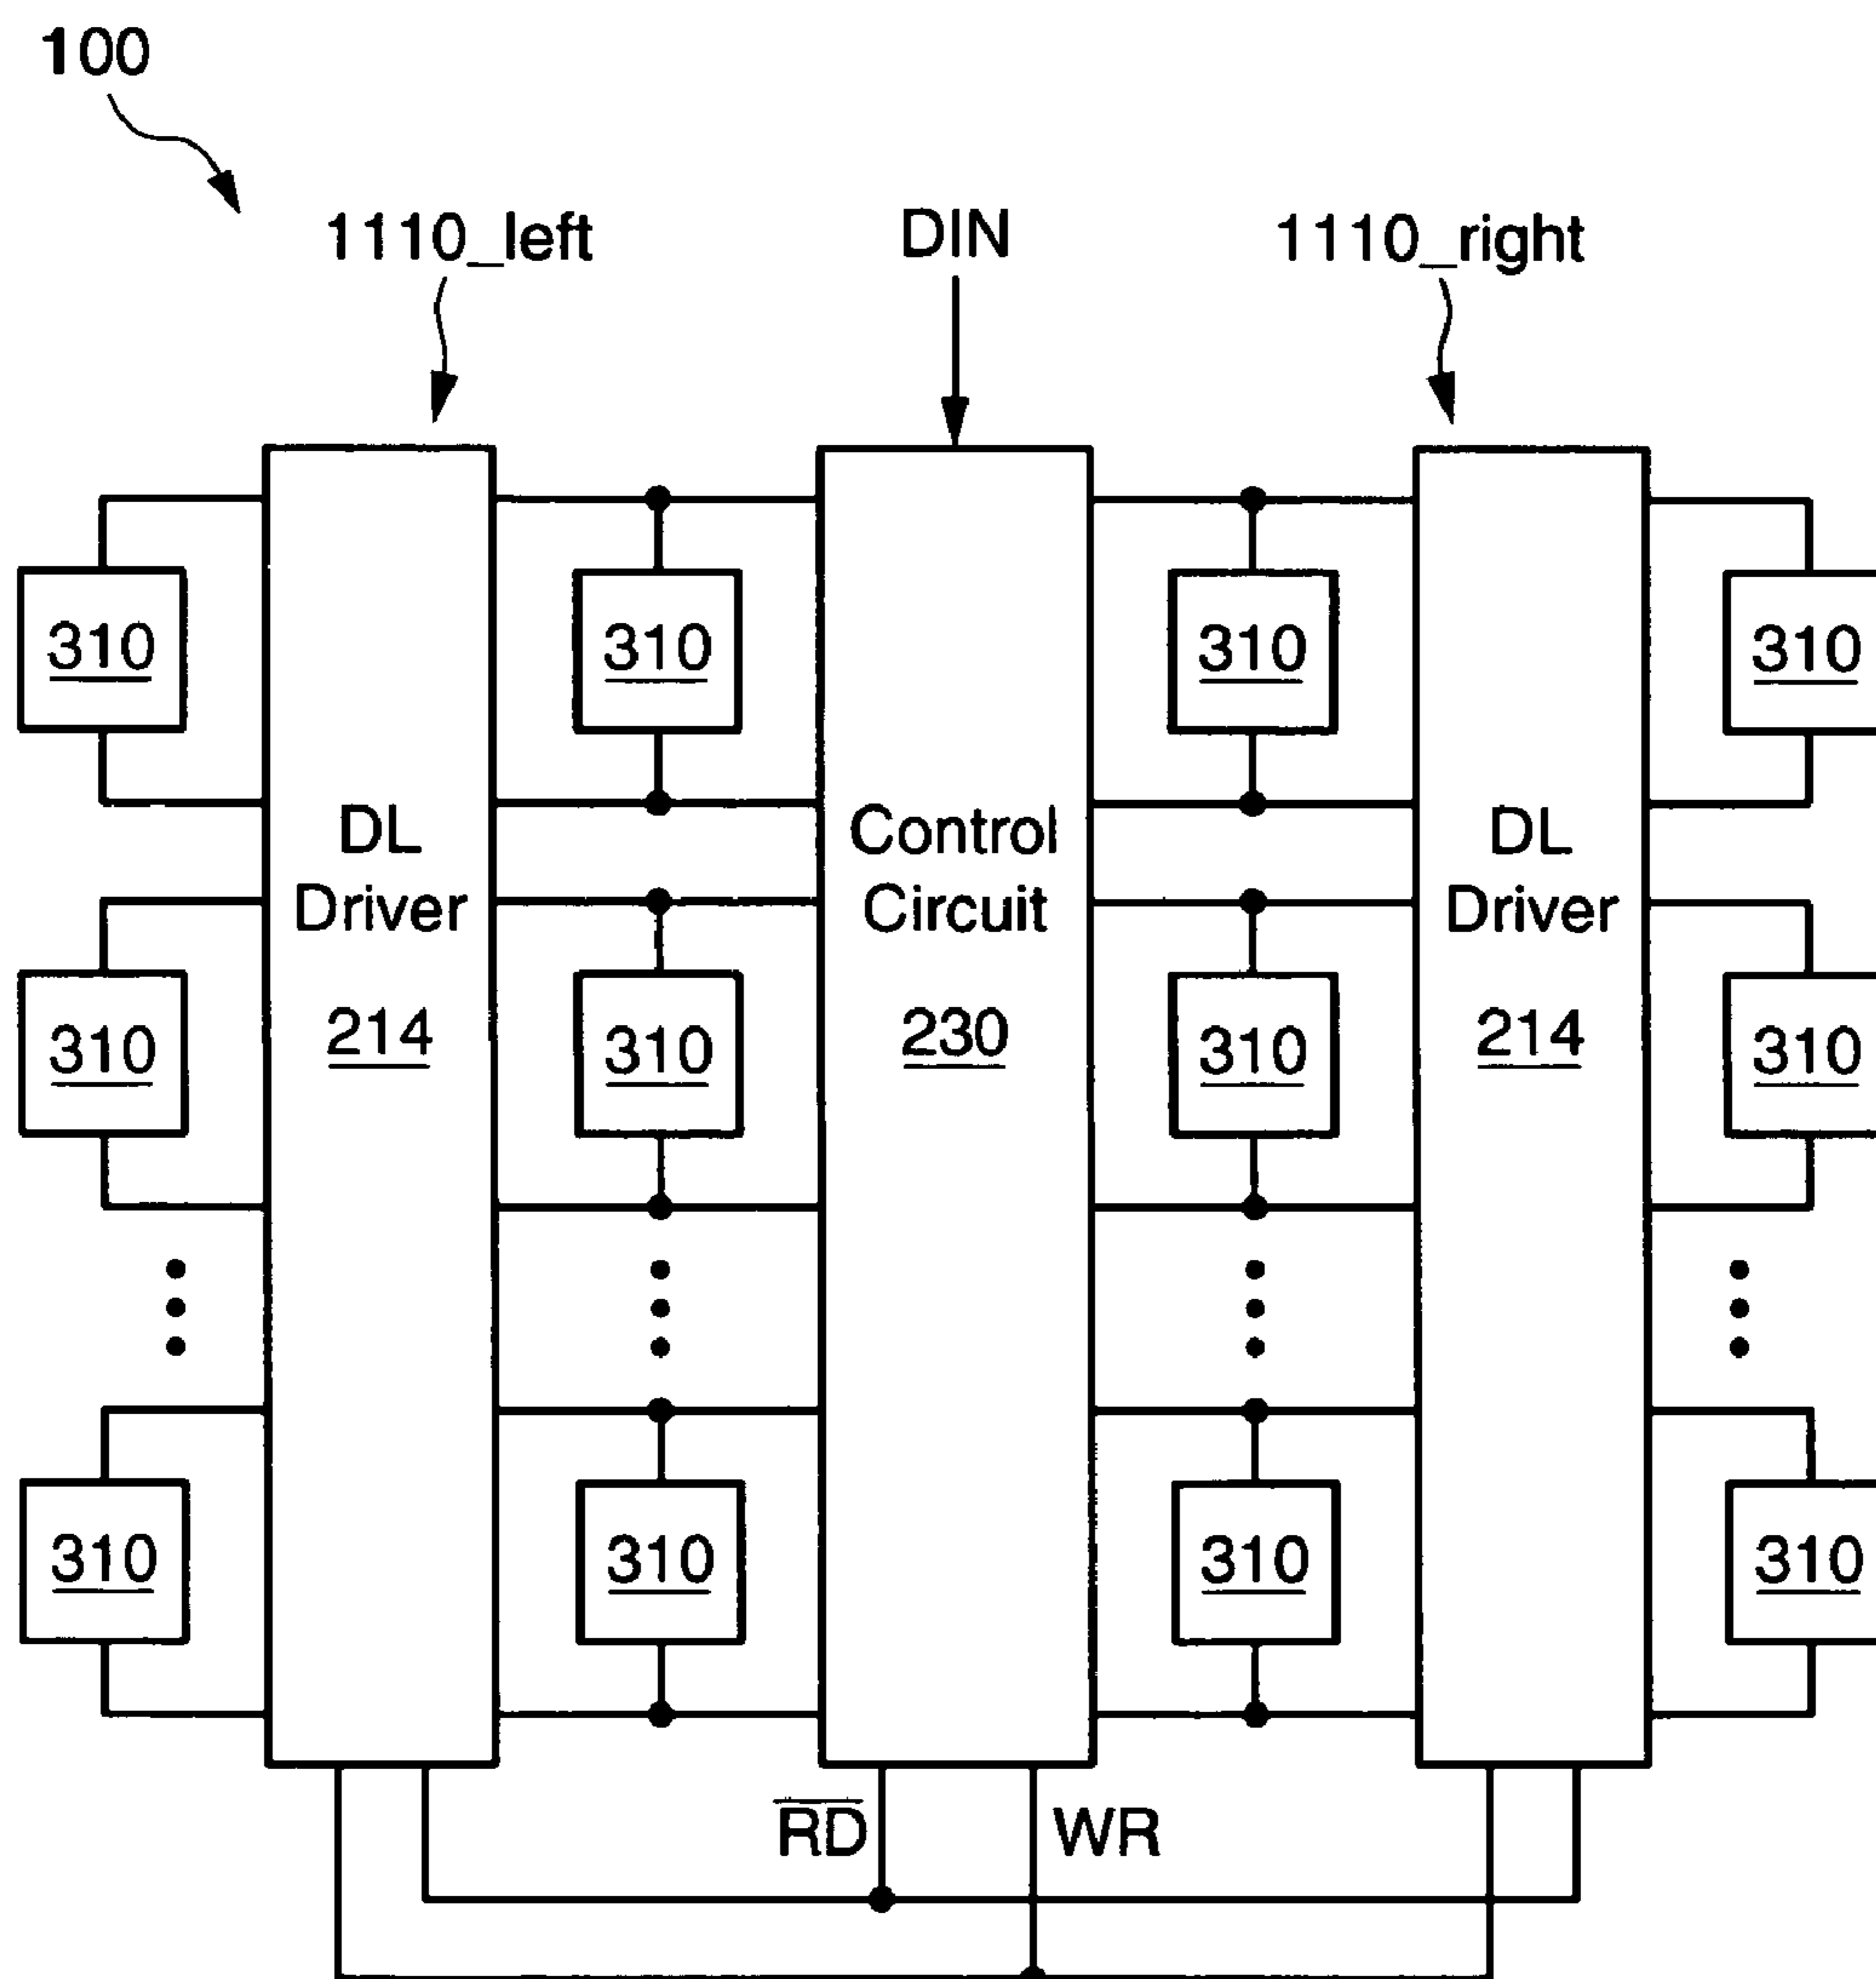 100
1110_left DIN 1110_right
310 310 310 310
DL Control DL
Driver Circuit Driver
214 230 214
310 310 310 310
310 310 310 310
R̅D̅ WR